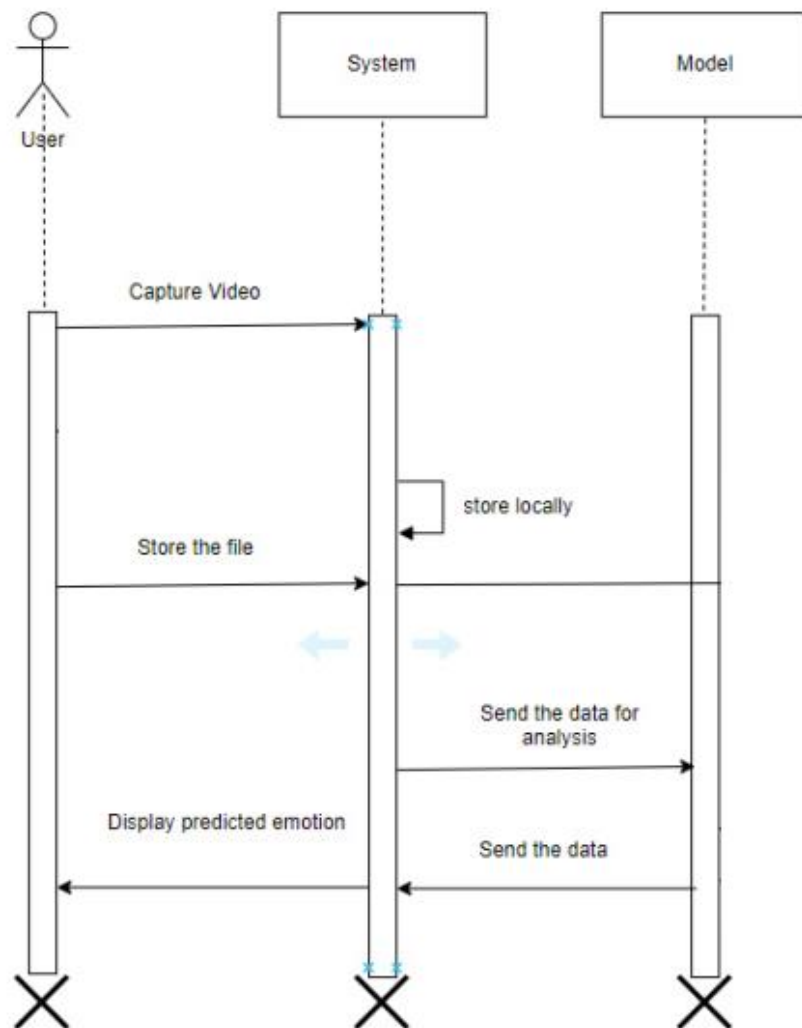 System
Model
User
Capture Video
store locally
Store the file
Send the data for
analysis
Display predicted emotion
Send the data